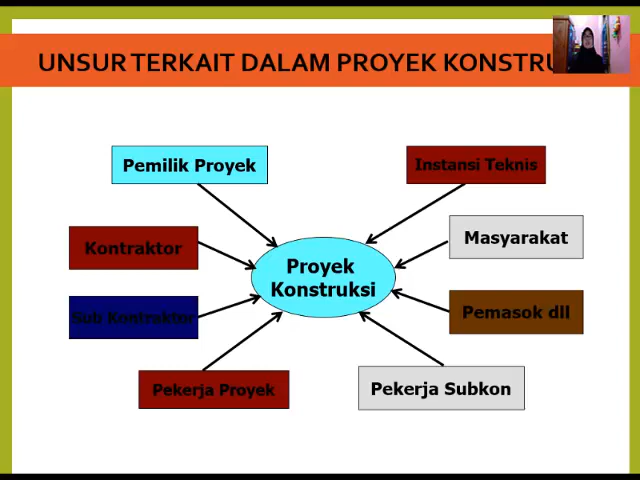 UNSUR TERKAIT DALAM PROYEK KONSTRU
Pemilik Proyek
Instansi Teknis
Kontraktor
Masyarakat
Proyek
Konstruksi
Sub Kontraktor
Pemasok dll
Pekerja Proyek
Pekerja Subkon